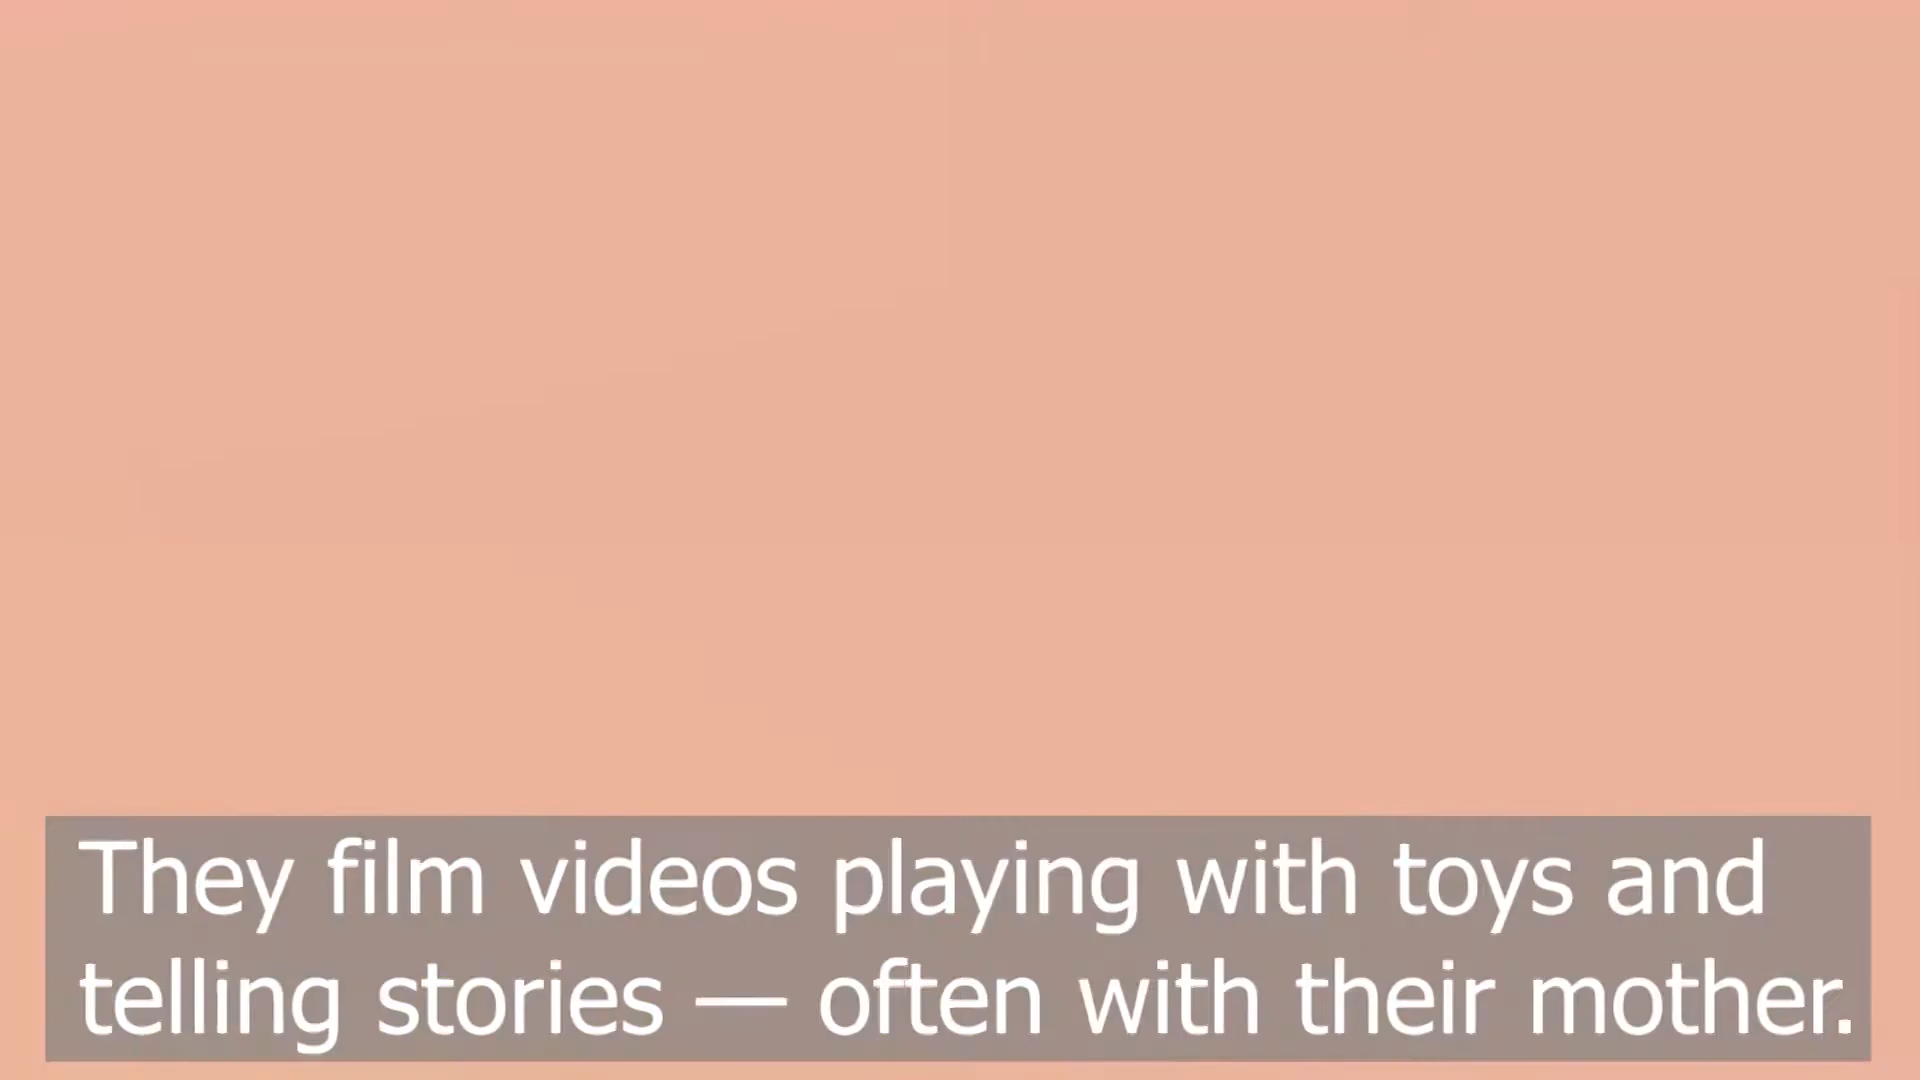 They film videos playing with toys and
telling stories — often with their mother.